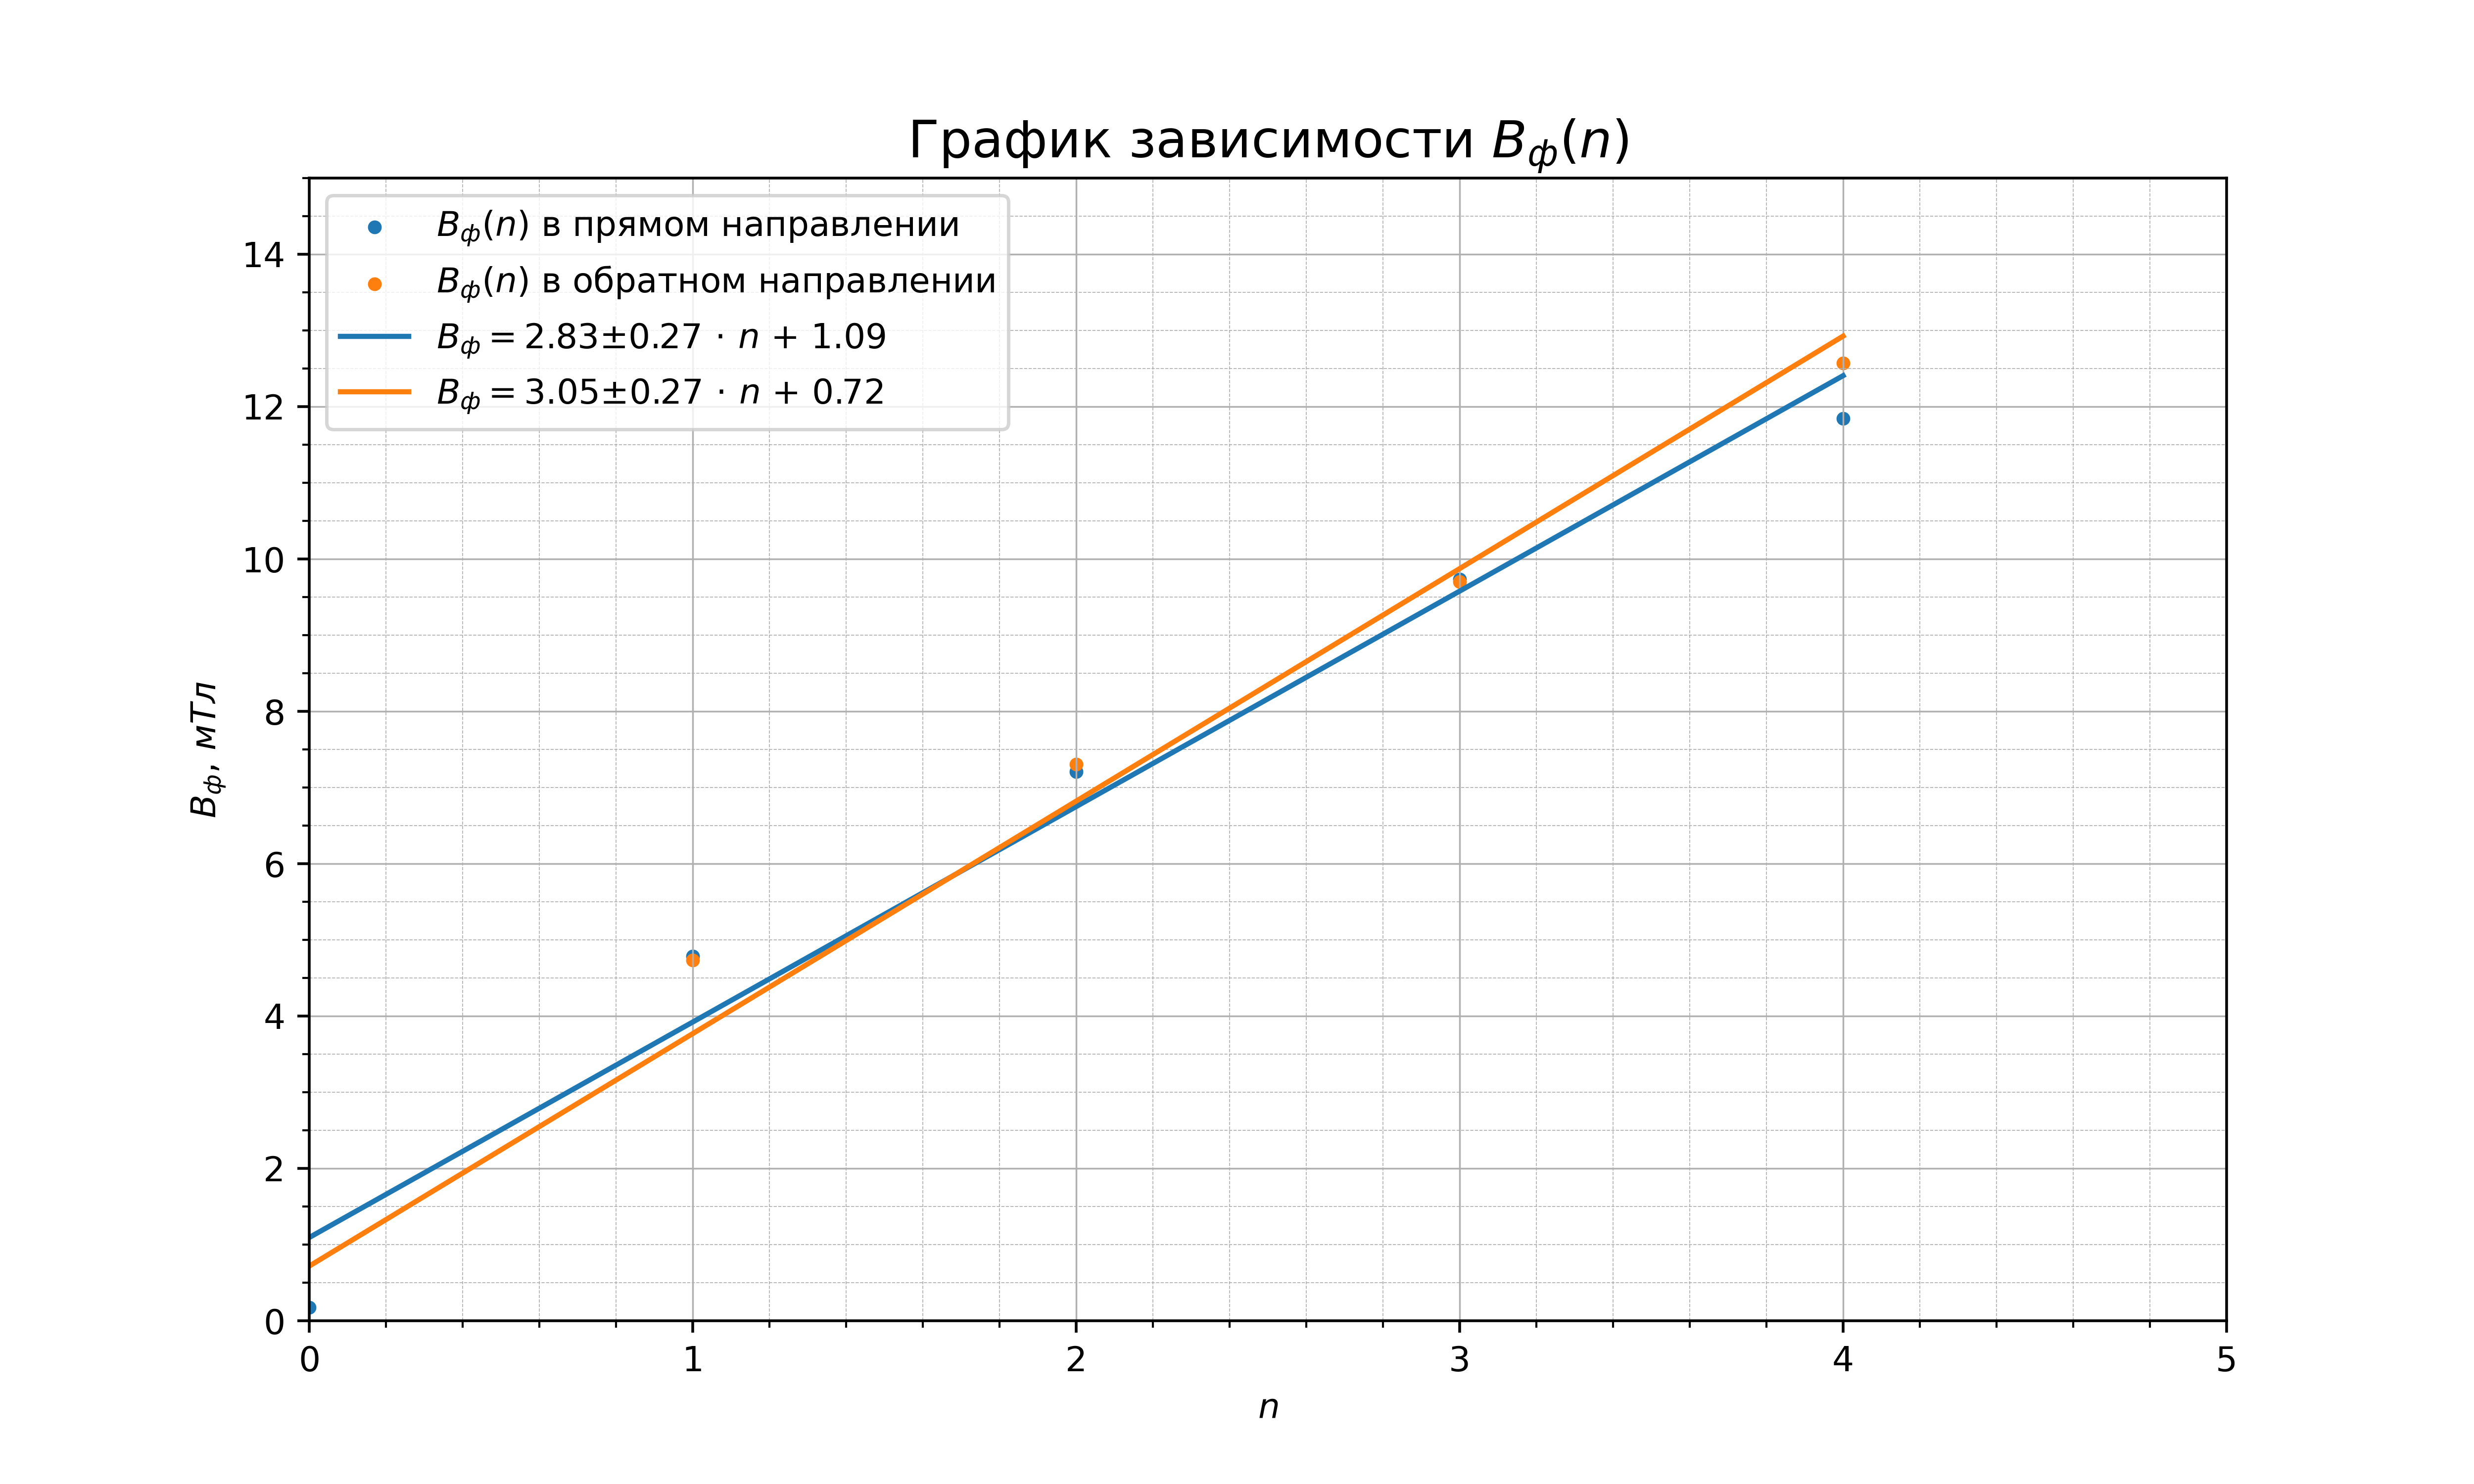 График зависимости Bф(n)
Bф(n) в прямом направлении
Bф(n) в обратном направлении
Bф = 2.83±0.27 · n + 1.09
Bф = 3.05±0.27 · n + 0.72
14
12
10
8
6
4
2
0
Bф, мТл
0 1 2 3 4 5
n